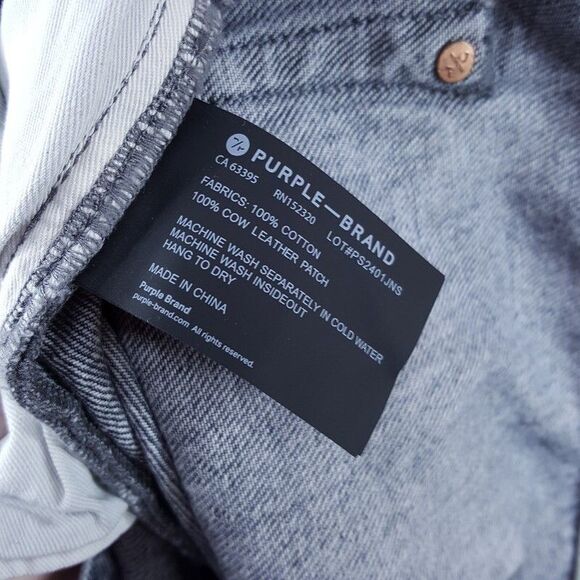 PURPLE—BRAND
CA 63395 RN152320 LOT#PS2401JNS
FABRICS: 100% COTTON
100% COW LEATHER PATCH
MACHINE WASH SEPARATELY IN COLD WATER
MACHINE WASH INSIDEOUT
HANG TO DRY
MADE IN CHINA
Purple Brand
purple-brand.com All rights reserved.